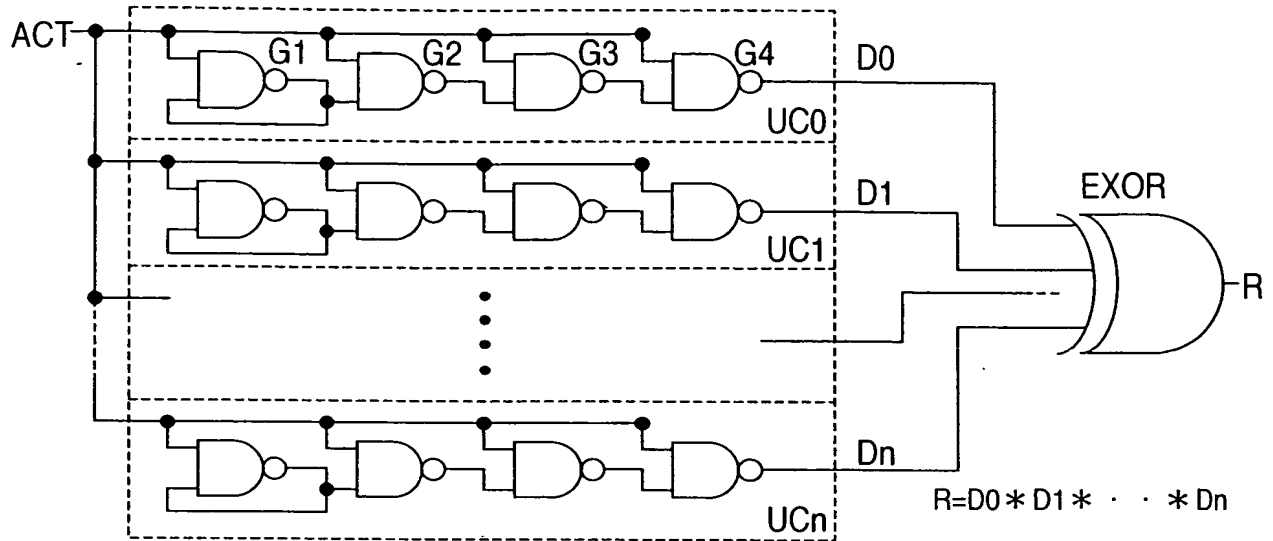 ACT
G1
G2
G3
G4
D0
UC0
D1
EXOR
UC1
R
Dn
R=D0*D1* · · *Dn
UCn